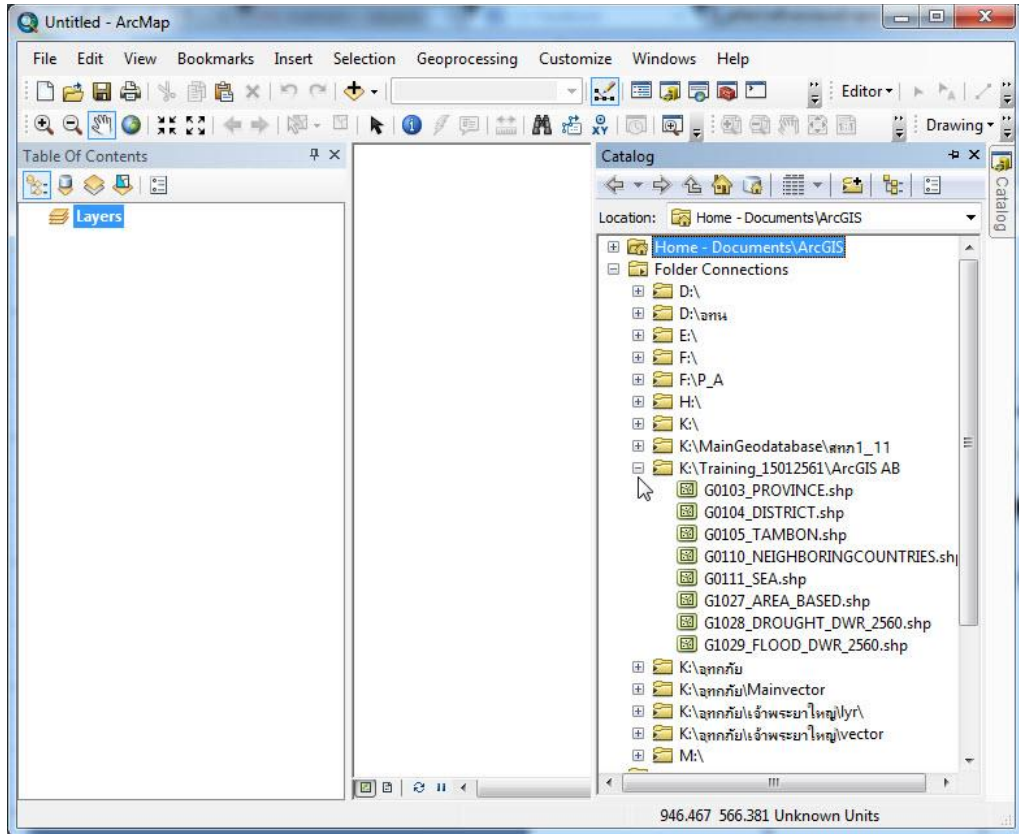 Untitled - ArcMap
File Edit View Bookmarks Insert Selection Geoprocessing Customize Windows Help
Editor
Drawing
Table Of Contents
Layers
Catalog
Location: Home - Documents\ArcGIS
Catalog
Home - Documents\ArcGIS
Folder Connections
D:\
D:\อทน
E:\
F:\
F:\P_A
H:\
K:\
K:\MainGeodatabase\สทภ1_11
K:\Training_15012561\ArcGIS AB
G0103_PROVINCE.shp
G0104_DISTRICT.shp
G0105_TAMBON.shp
G0110_NEIGHBORINGCOUNTRIES.shp
G0111_SEA.shp
G1027_AREA_BASED.shp
G1028_DROUGHT_DWR_2560.shp
G1029_FLOOD_DWR_2560.shp
K:\อุทกภัย
K:\อุทกภัย\Mainvector
K:\อุทกภัย\เจ้าพระยาใหญ่\lyr\
K:\อุทกภัย\เจ้าพระยาใหญ่\vector
M:\
946.467 566.381 Unknown Units